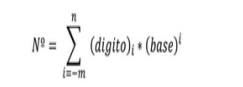 n
Nº = ∑ (digito)ᵢ * (base)ⁱ
i=-m